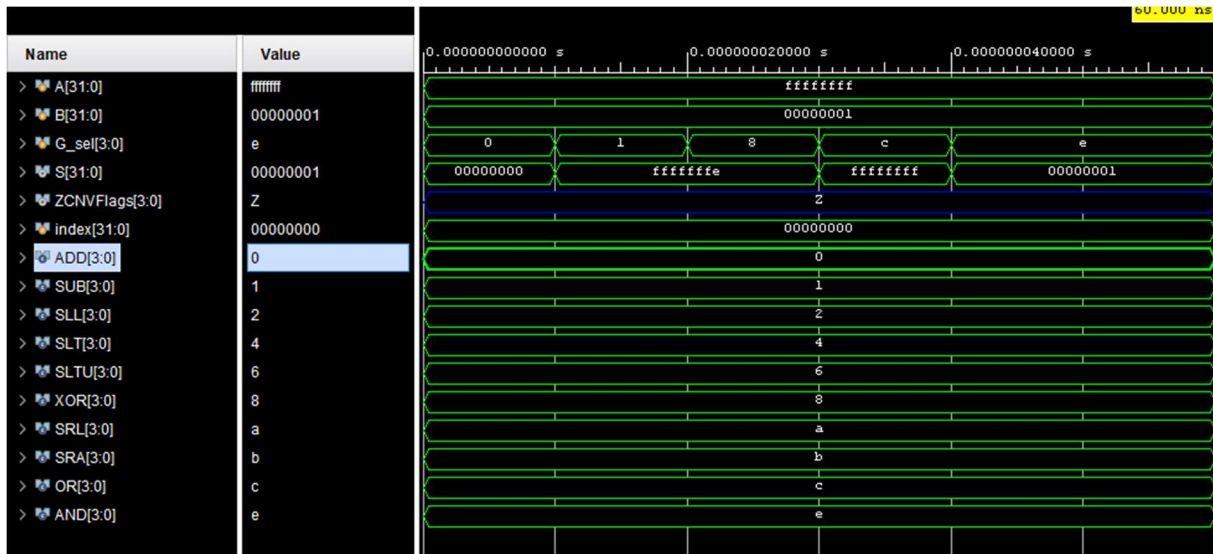 60.000 ns
Name Value 0.000000000000 s 0.000000020000 s 0.000000040000 s
A[31:0] ffffffff ffffffff
B[31:0] 00000001 00000001
G_sel[3:0] e 0 1 8 c e
S[31:0] 00000001 00000000 fffffffe ffffffff 00000001
ZCNVFlags[3:0] Z Z
index[31:0] 00000000 00000000
ADD[3:0] 0 0
SUB[3:0] 1 1
SLL[3:0] 2 2
SLT[3:0] 4 4
SLTU[3:0] 6 6
XOR[3:0] 8 8
SRL[3:0] a a
SRA[3:0] b b
OR[3:0] c c
AND[3:0] e e